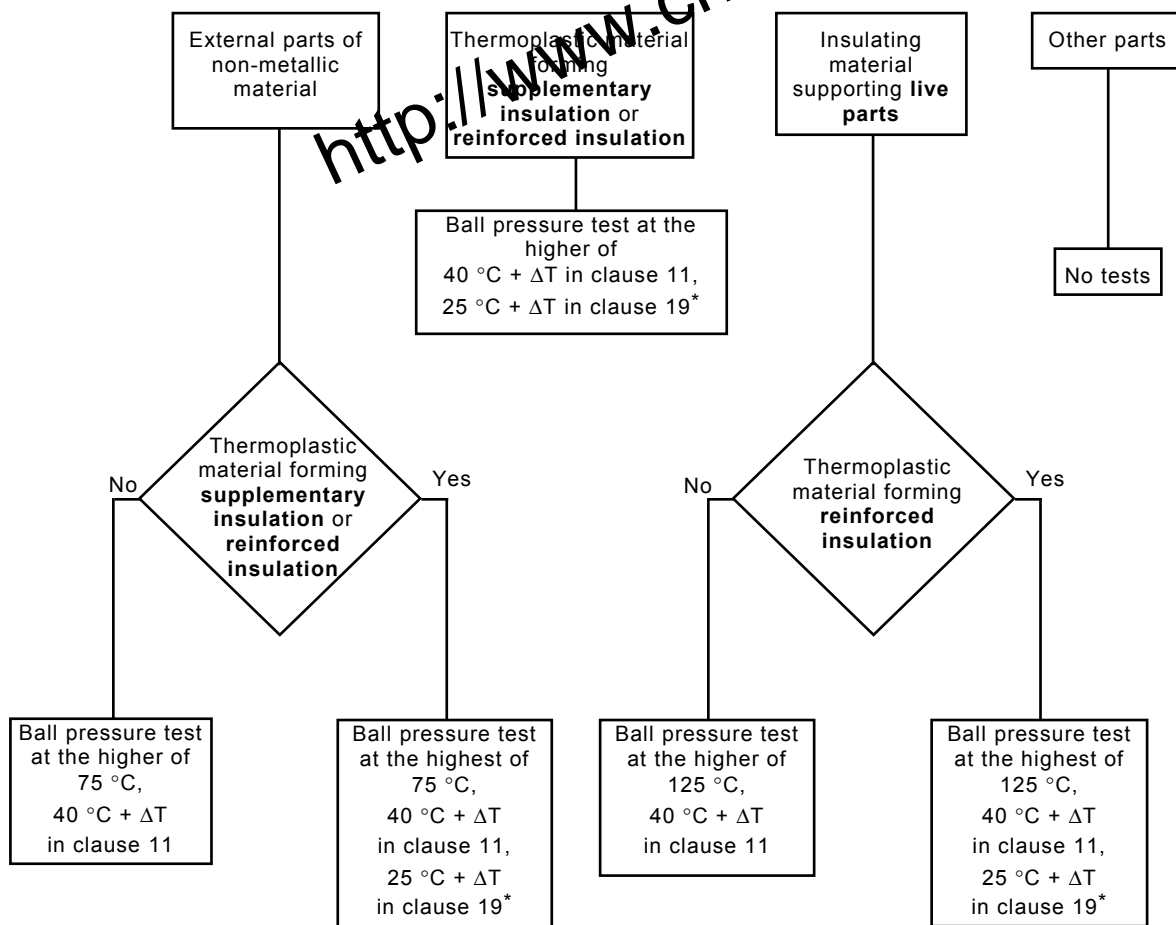 External parts of
non-metallic
material
Thermoplastic material
forming
supplementary
insulation or
reinforced insulation
Insulating
material
supporting live
parts
Other parts
http://www.
Ball pressure test at the
higher of
40 °C + ΔT in clause 11,
25 °C + ΔT in clause 19*
No tests
Thermoplastic
material forming
supplementary
insulation or
reinforced
insulation
No
Yes
Thermoplastic
material forming
reinforced
insulation
No
Yes
Ball pressure test
at the higher of
75 °C,
40 °C + ΔT
in clause 11
Ball pressure test
at the highest of
75 °C,
40 °C + ΔT
in clause 11,
25 °C + ΔT
in clause 19*
Ball pressure test
at the higher of
125 °C,
40 °C + ΔT
in clause 11
Ball pressure test
at the highest of
125 °C,
40 °C + ΔT
in clause 11,
25 °C + ΔT
in clause 19*